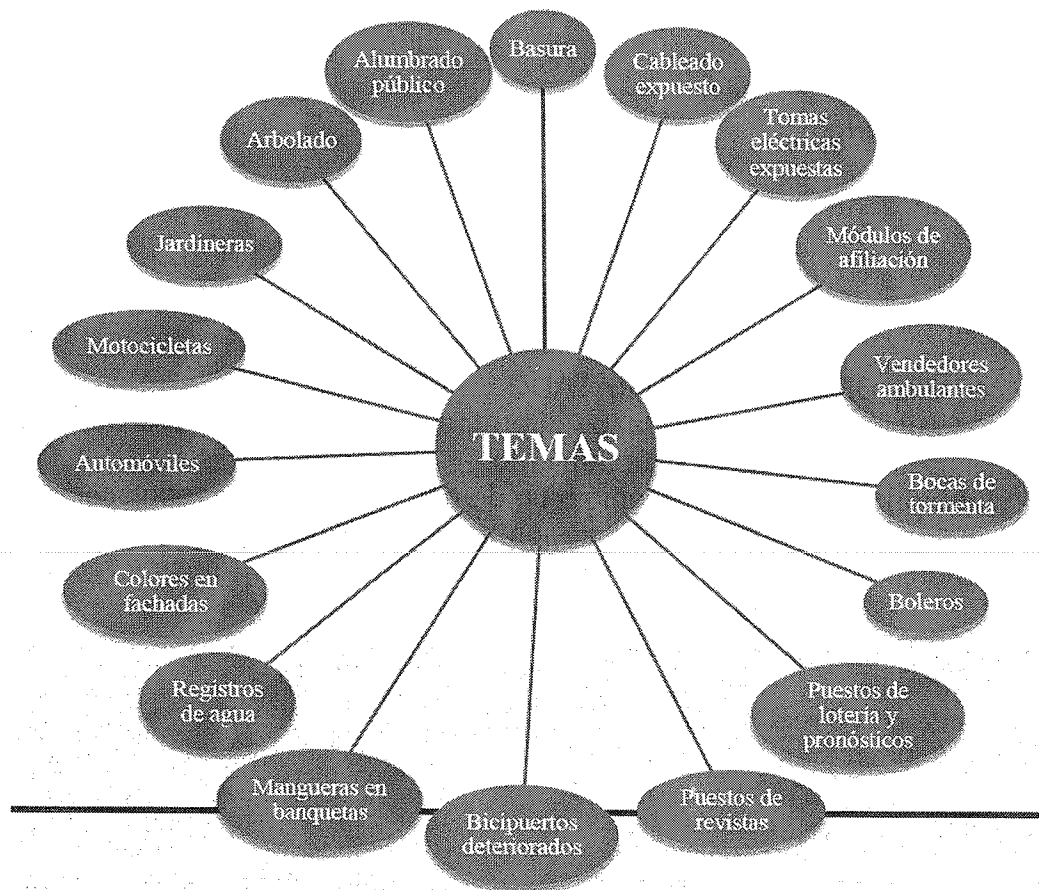 Basura
Cableado
expuesto
Tomas
eléctricas
expuestas
Módulos de
afiliación
Vendedores
ambulantes
Bocas de
tormenta
Boleros
Puestos de
lotería y
pronósticos
Puestos de
revistas
Bicipuertos
deteriorados
Mangueras en
banquetas
Registros
de agua
Colores en
fachadas
Automóviles
Motocicletas
Jardineras
Arbolado
Alumbrado
público
TEMAS